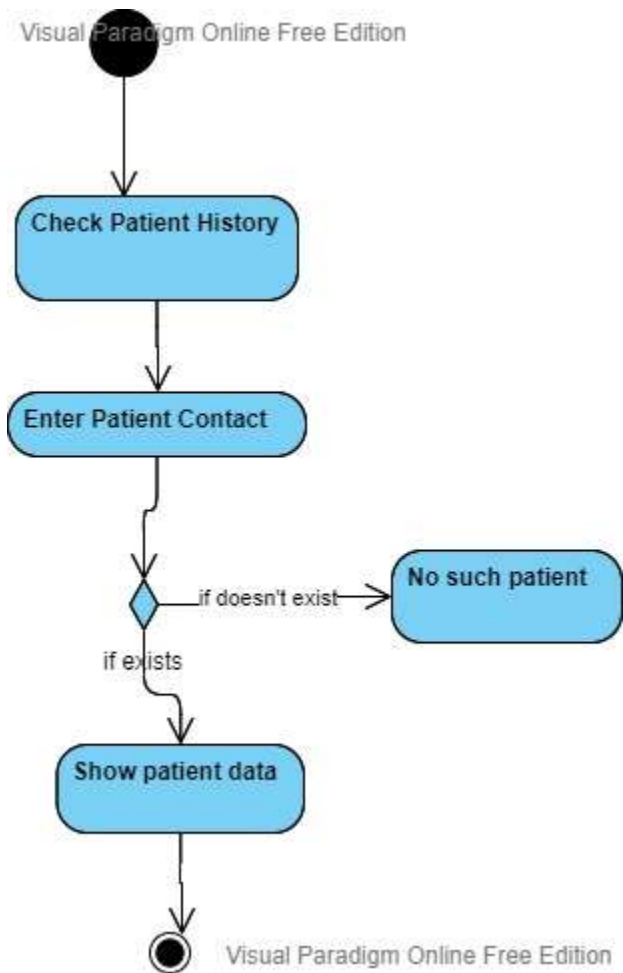 Visual Paradigm Online Free Edition
Check Patient History
Enter Patient Contact
if doesn't exist
No such patient
if exists
Show patient data
Visual Paradigm Online Free Edition